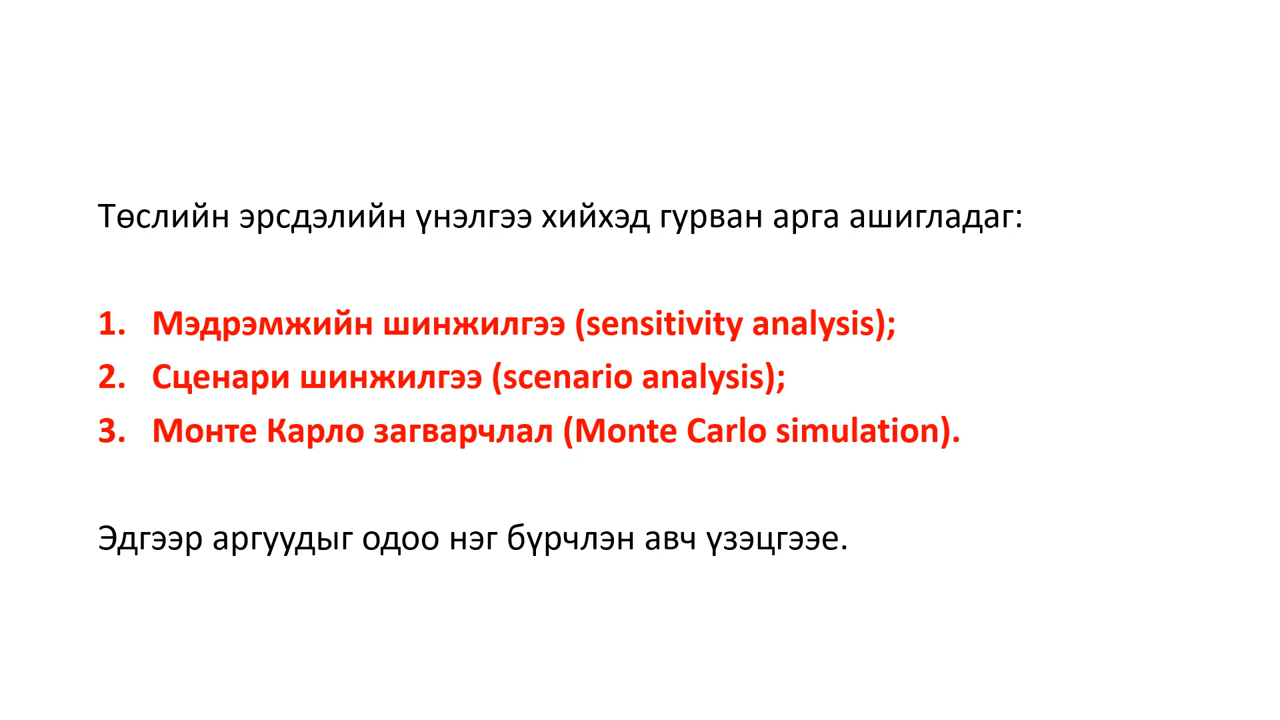 Төслийн эрсдэлийн үнэлгээ хийхэд гурван арга ашигладаг:
1. Мэдрэмжийн шинжилгээ (sensitivity analysis);
2. Сценари шинжилгээ (scenario analysis);
3. Монте Карло загварчлал (Monte Carlo simulation).
Эдгээр аргуудыг одоо нэг бүрчлэн авч үзэцгээе.